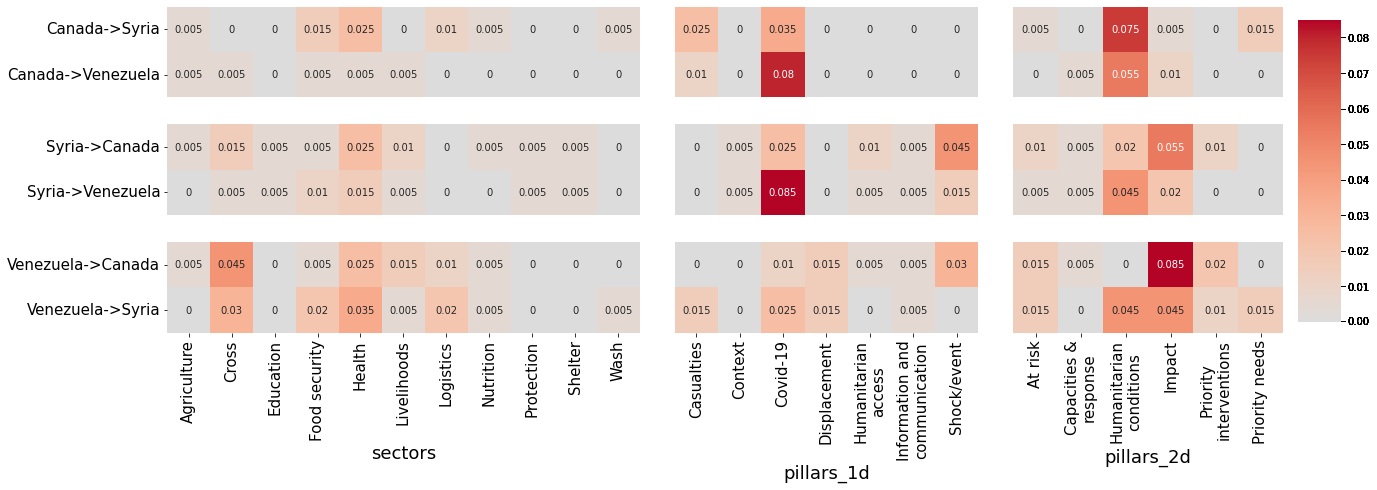 Canada->Syria 0.005 0 0 0.015 0.025 0 0.01 0.005 0 0 0.005 0.025 0 0.035 0 0 0 0 0.005 0 0.075 0.005 0 0.015
Canada->Venezuela 0.005 0.005 0 0.005 0.005 0.005 0 0 0 0 0 0.01 0 0.08 0 0 0 0 0 0.005 0.055 0.01 0 0
Syria->Canada 0.005 0.015 0.005 0.005 0.025 0.01 0 0.005 0.005 0.005 0 0 0.005 0.025 0 0.01 0.005 0.045 0.01 0.005 0.02 0.055 0.01 0
Syria->Venezuela 0 0.005 0.005 0.01 0.015 0.005 0 0 0.005 0.005 0 0 0.005 0.085 0 0.005 0.005 0.015 0.005 0.005 0.045 0.02 0 0
Venezuela->Canada 0.005 0.045 0 0.005 0.025 0.015 0.01 0.005 0 0 0 0 0 0.01 0.015 0.005 0.005 0.03 0.015 0.005 0 0.085 0.02 0
Venezuela->Syria 0 0.03 0 0.02 0.035 0.005 0.02 0.005 0 0 0.005 0.015 0 0.025 0.015 0 0.005 0 0.015 0 0.045 0.045 0.01 0.015
Agriculture
Cross
Education
Food security
Health
Livelihoods
Logistics
Nutrition
Protection
Shelter
Wash
sectors
Casualties
Context
Covid-19
Displacement
Humanitarian
access
Information and
communication
Shock/event
pillars_1d
At risk
Capacities &
response
Humanitarian
conditions
Impact
Priority
interventions
Priority needs
pillars_2d
0.08
0.07
0.06
0.05
0.04
0.03
0.02
0.01
0.00